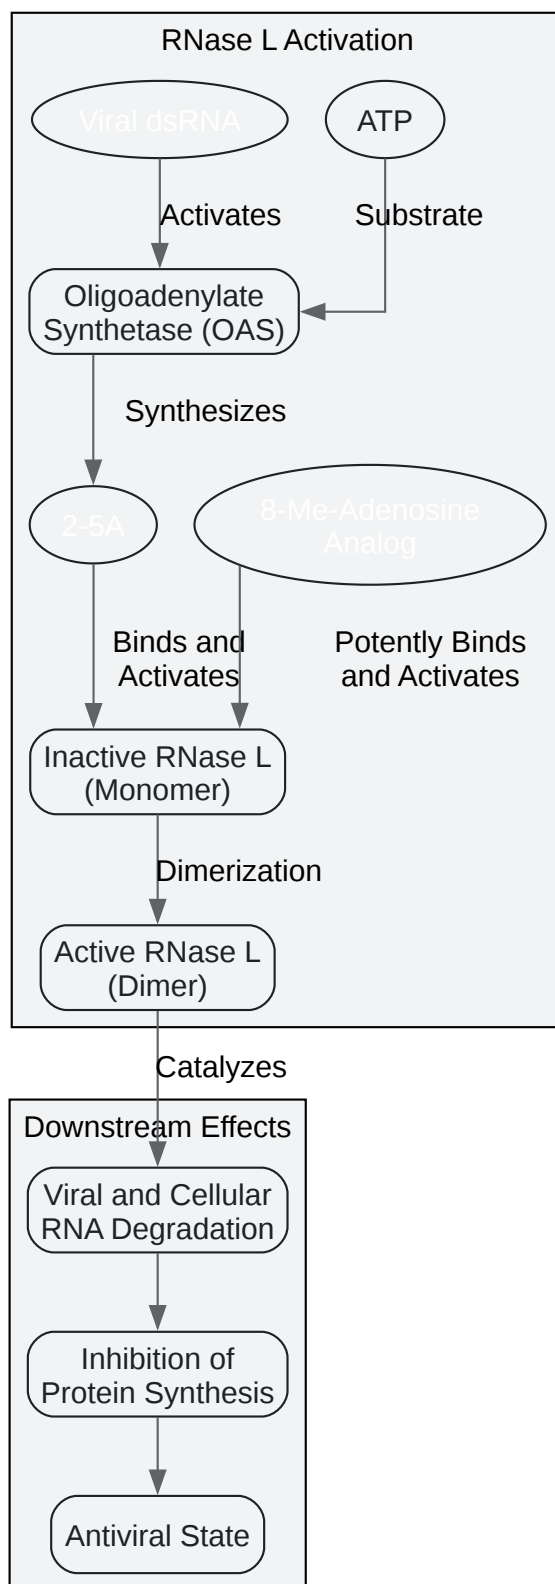 RNase L Activation
Viral dsRNA
ATP
Activates
Substrate
Oligoadenylate
Synthetase (OAS)
Synthesizes
2-5A
8-Me-Adenosine
Analog
Binds and
Activates
Potently Binds
and Activates
Inactive RNase L
(Monomer)
Dimerization
Active RNase L
(Dimer)
Catalyzes
Downstream Effects
Viral and Cellular
RNA Degradation
Inhibition of
Protein Synthesis
Antiviral State